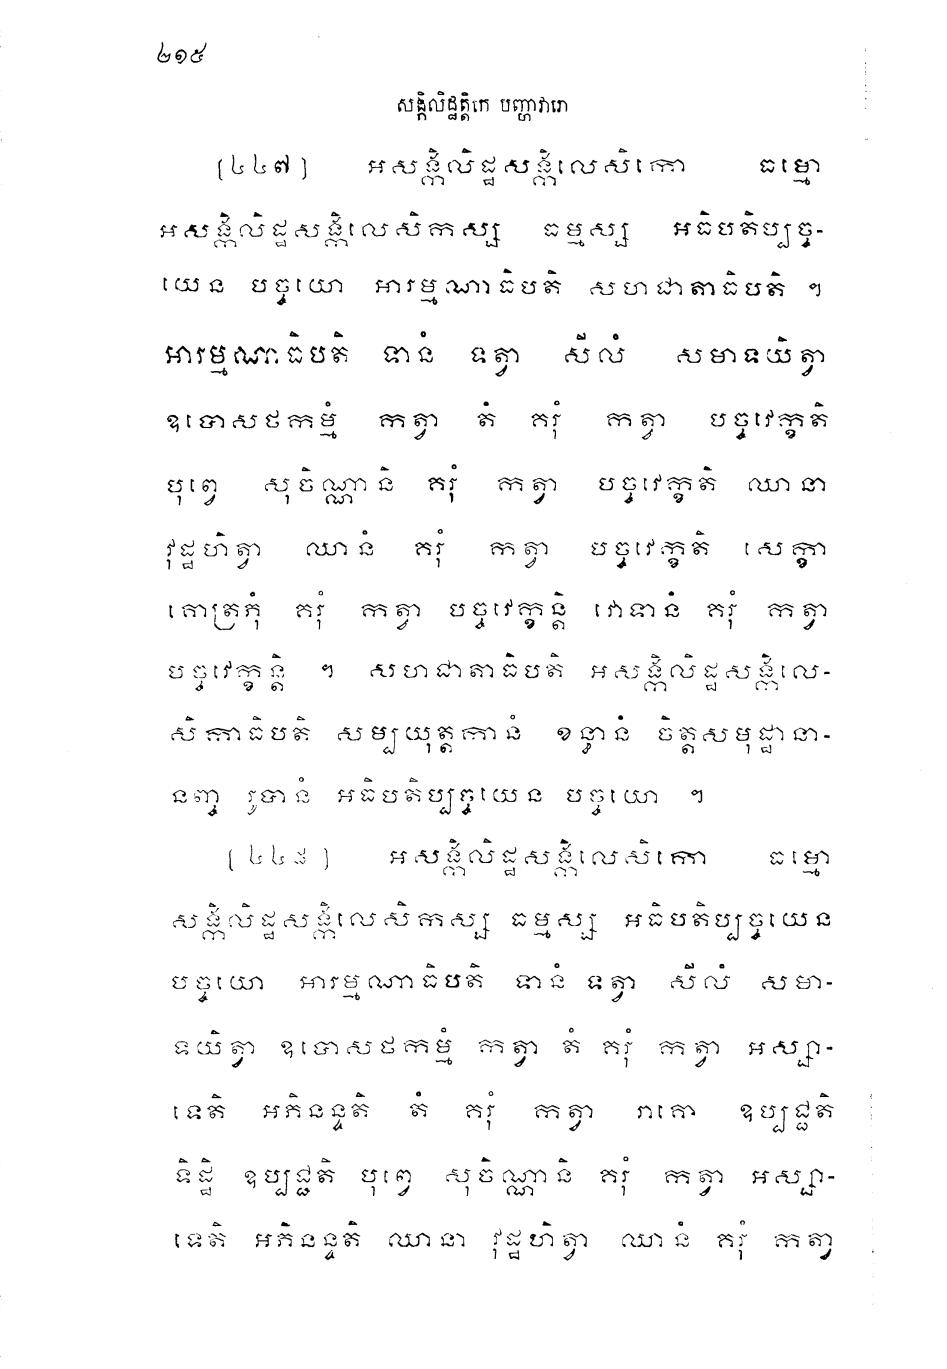 ២១៥
សង្កិលិដ្ឋត្តិកេ បញ្ហាវារោ
[៤៤៧] អសង្កិលិដ្ឋសង្កិលេសិកោ ធម្មោ
អសង្កិលិដ្ឋសង្កិលេសិកស្ស ធម្មស្ស អធិបតិប្បច្ច-
យេន បច្ចយោ អារម្មណាធិបតិ សហជាតាធិបតិ ។
អារម្មណាធិបតិ ទានំ ទត្វា សីលំ សមាទយិត្វា
ឧបោសថកម្មំ កត្វា តំ គរុំ កត្វា បច្ចវេក្ខតិ
បុព្វេ សុចិណ្ណានិ គរុំ កត្វា បច្ចវេក្ខតិ ឈានា
វុដ្ឋហិត្វា ឈានំ គរុំ កត្វា បច្ចវេក្ខតិ សេក្ខា
គោត្រភុំ គរុំ កត្វា បច្ចវេក្ខន្តិ វោទានំ គរុំ កត្វា
បច្ចវេក្ខន្តិ ។ សហជាតាធិបតិ អសង្កិលិដ្ឋសង្កិលេ-
សិកាធិបតិ សម្បយុត្តកានំ ខន្ធានំ ចិត្តសមុដ្ឋានា-
នញ្ច រូបានំ អធិបតិប្បច្ចយេន បច្ចយោ ។
[៤៤៨] អសង្កិលិដ្ឋសង្កិលេសិកោ ធម្មោ
សង្កិលិដ្ឋសង្កិលេសិកស្ស ធម្មស្ស អធិបតិប្បច្ចយេន
បច្ចយោ អារម្មណាធិបតិ ទានំ ទត្វា សីលំ សមា-
ទយិត្វា ឧបោសថកម្មំ កត្វា តំ គរុំ កត្វា អស្សា-
ទេតិ អភិនន្ទតិ តំ គរុំ កត្វា រាគោ ឧប្បជ្ជតិ
ទិដ្ឋិ ឧប្បជ្ជតិ បុព្វេ សុចិណ្ណានិ គរុំ កត្វា អស្សា-
ទេតិ អភិនន្ទតិ ឈានា វុដ្ឋហិត្វា ឈានំ គរុំ កត្វា